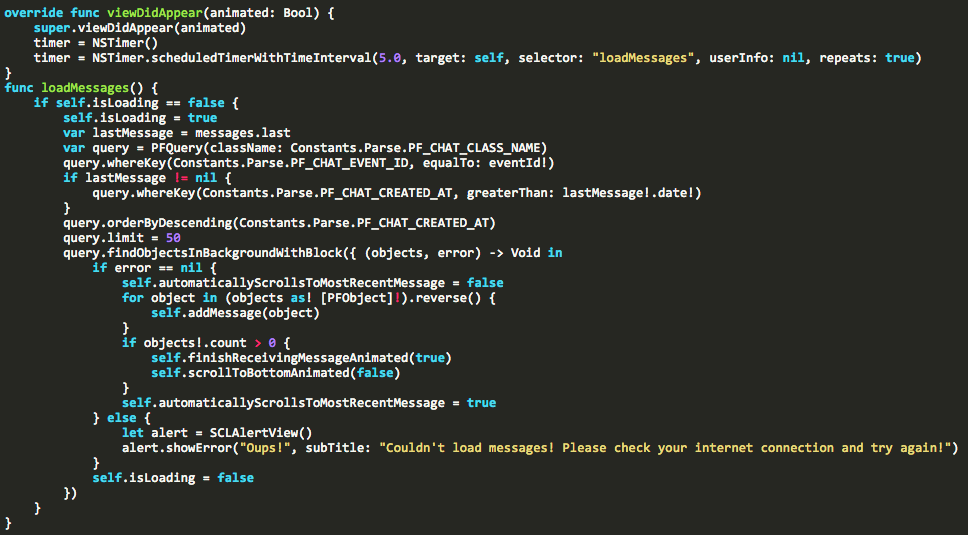 override func viewDidAppear(animated: Bool) {
    super.viewDidAppear(animated)
    timer = NSTimer()
    timer = NSTimer.scheduledTimerWithTimeInterval(5.0, target: self, selector: "loadMessages", userInfo: nil, repeats: true)
}
func loadMessages() {
    if self.isLoading == false {
        self.isLoading = true
        var lastMessage = messages.last
        var query = PFQuery(className: Constants.Parse.PF_CHAT_CLASS_NAME)
        query.whereKey(Constants.Parse.PF_CHAT_EVENT_ID, equalTo: eventId!)
        if lastMessage != nil {
            query.whereKey(Constants.Parse.PF_CHAT_CREATED_AT, greaterThan: lastMessage!.date!)
        }
        query.orderByDescending(Constants.Parse.PF_CHAT_CREATED_AT)
        query.limit = 50
        query.findObjectsInBackgroundWithBlock({ (objects, error) -> Void in
            if error == nil {
                self.automaticallyScrollsToMostRecentMessage = false
                for object in (objects as! [PFObject]!).reverse() {
                    self.addMessage(object)
                }
                if objects!.count > 0 {
                    self.finishReceivingMessageAnimated(true)
                    self.scrollToBottomAnimated(false)
                }
                self.automaticallyScrollsToMostRecentMessage = true
            } else {
                let alert = SCLAlertView()
                alert.showError("Oups!", subTitle: "Couldn't load messages! Please check your internet connection and try again!")
            }
            self.isLoading = false
        })
    }
}